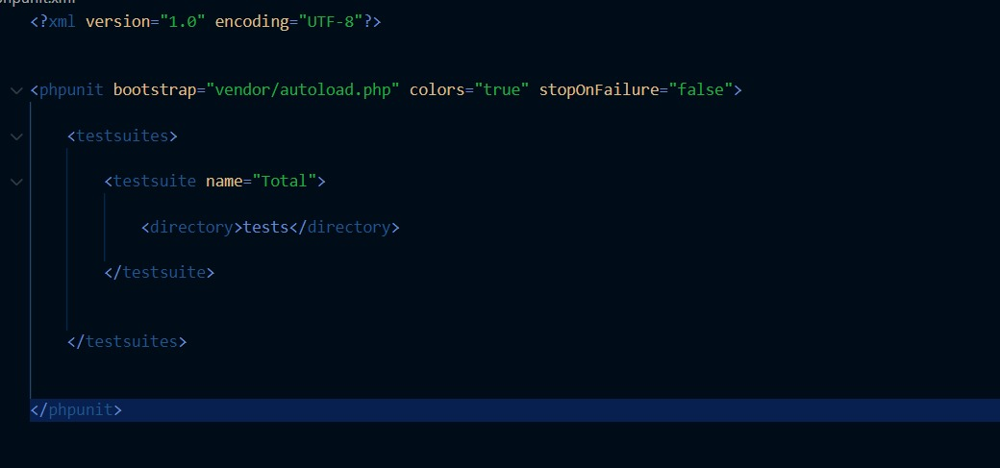 phpunit.xml
<?xml version="1.0" encoding="UTF-8"?>
<phpunit bootstrap="vendor/autoload.php" colors="true" stopOnFailure="false">
<testsuites>
<testsuite name="Total">
<directory>tests</directory>
</testsuite>
</testsuites>
</phpunit>